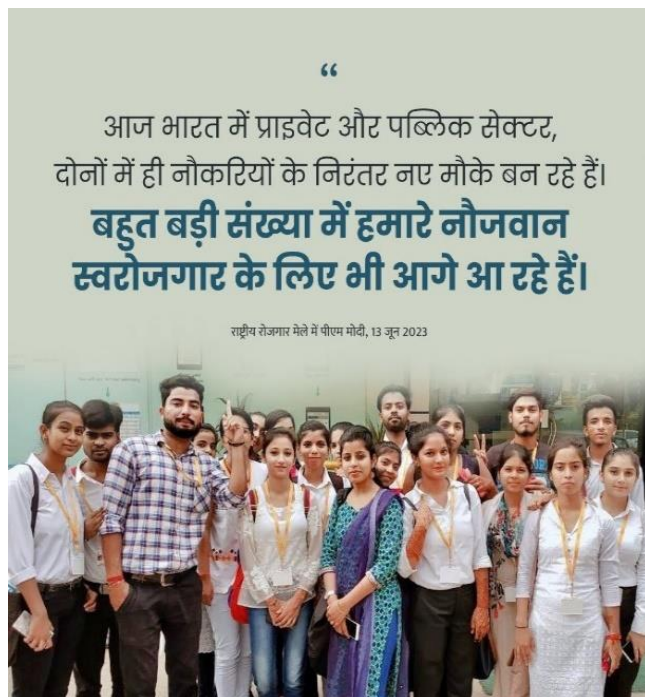 “
आज भारत में प्राइवेट और पब्लिक सेक्टर,
दोनों में ही नौकरियों के निरंतर नए मौके बन रहे हैं।
बहुत बड़ी संख्या में हमारे नौजवान
स्वरोजगार के लिए भी आगे आ रहे हैं।
राष्ट्रीय रोजगार मेले में पीएम मोदी, 13 जून 2023